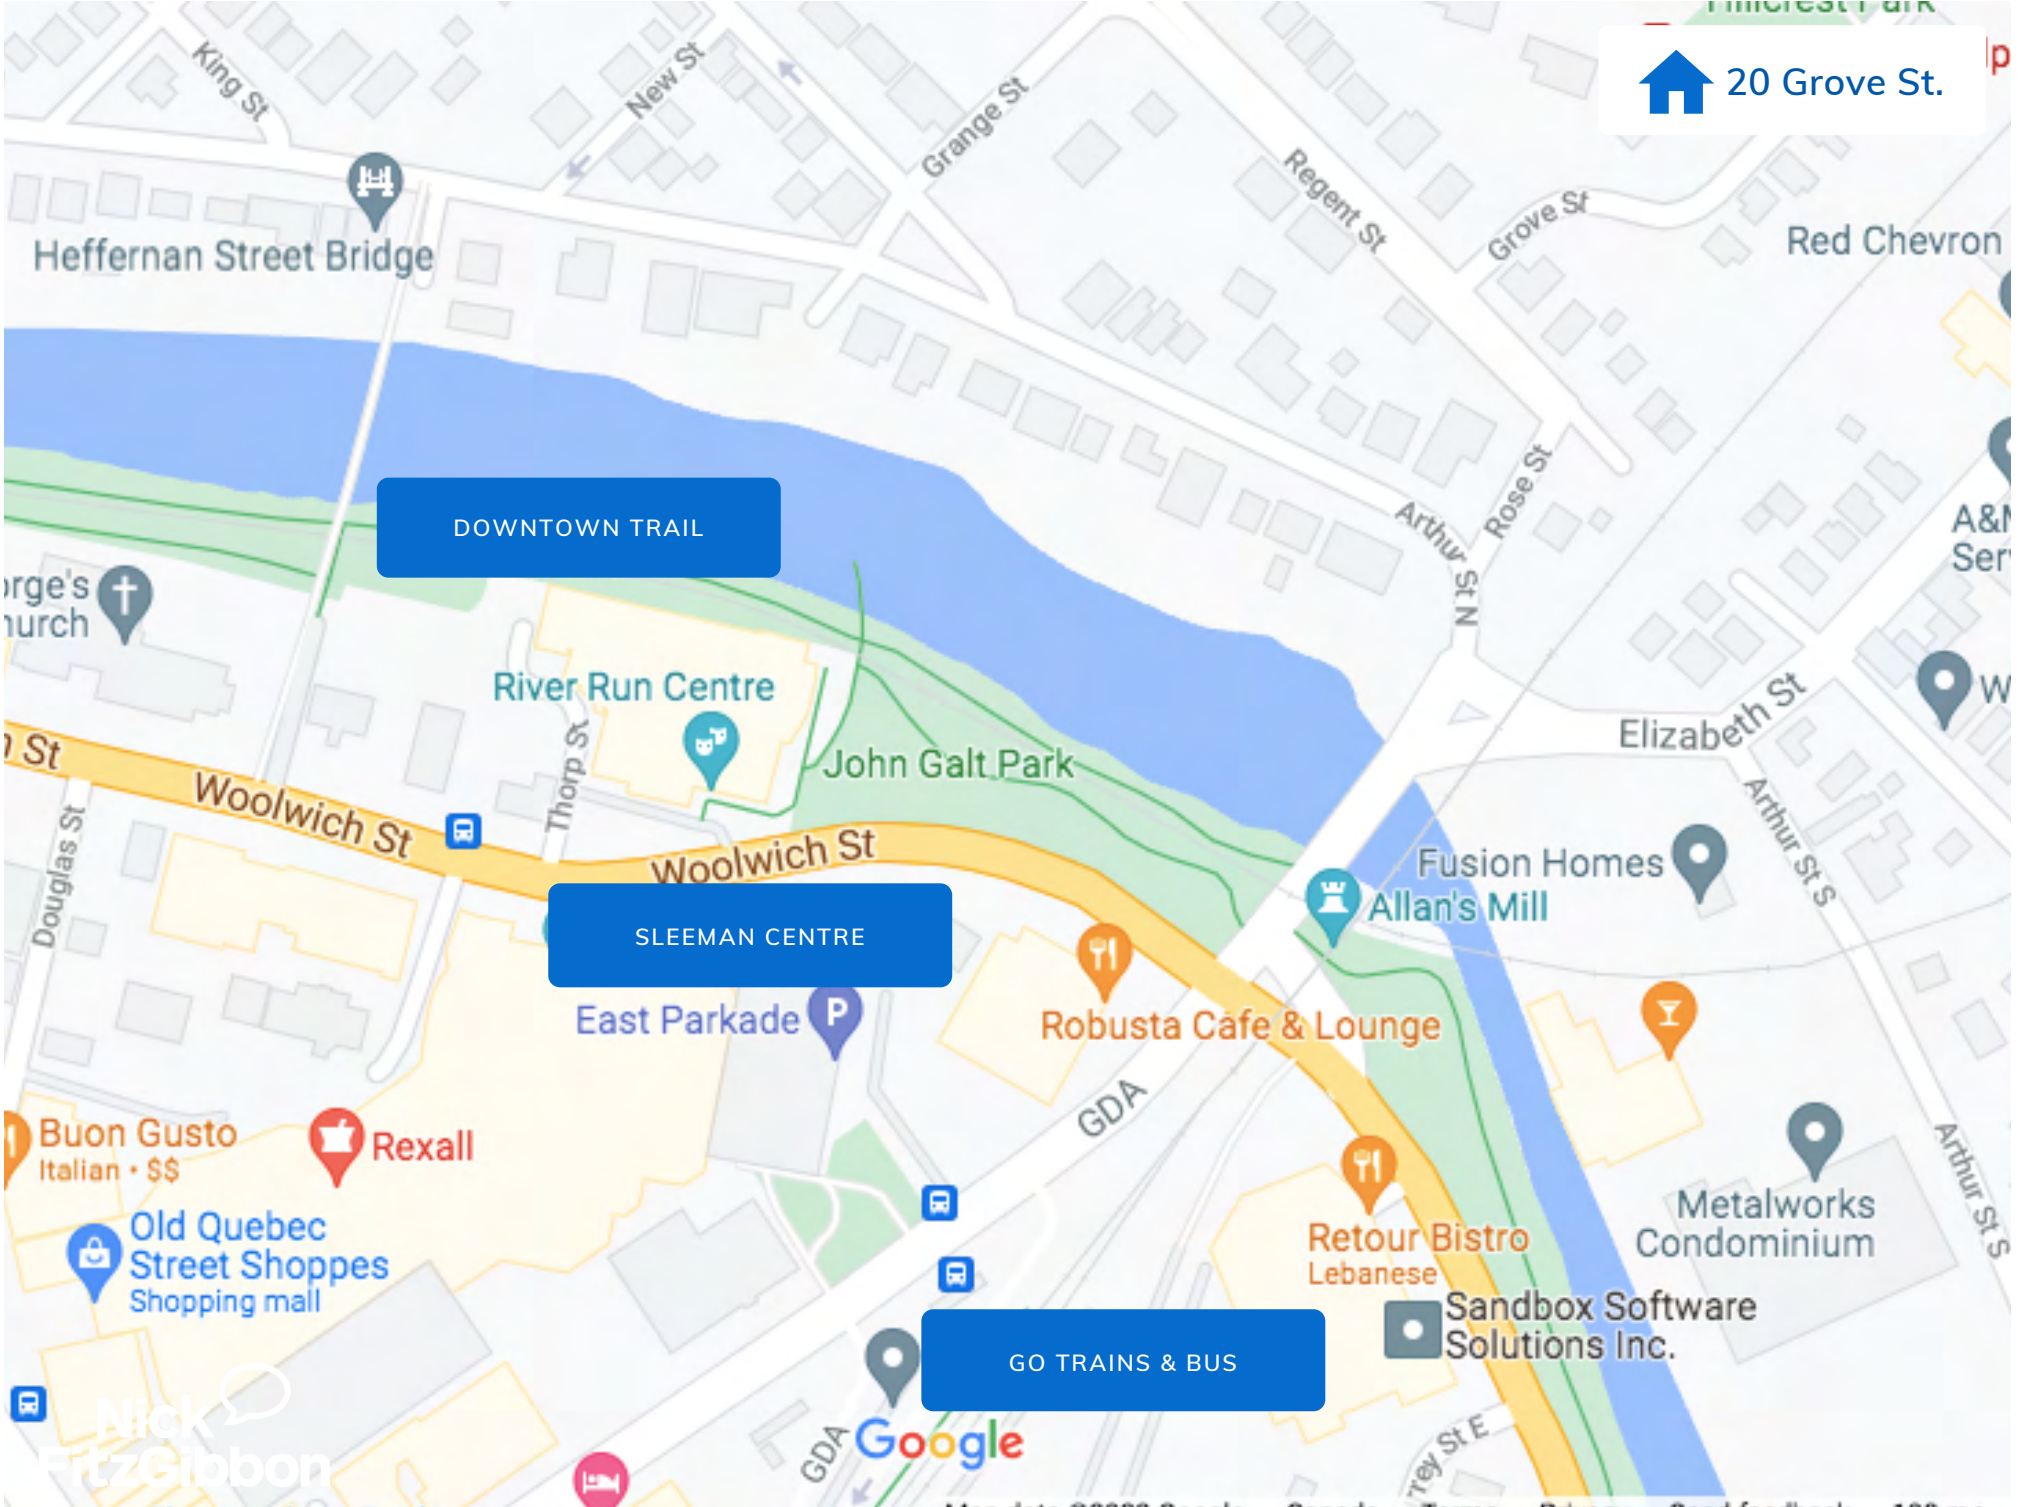 Hillcrest Park
20 Grove St.
King St
New St
Grange St
Regent St
Grove St
Red Chevron
Heffernan Street Bridge
DOWNTOWN TRAIL
Arthur St N
Rose St
River Run Centre
John Galt Park
Elizabeth St
Woolwich St
Thorp St
Woolwich St
Douglas St
Fusion Homes
Allan's Mill
Arthur St S
SLEEMAN CENTRE
East Parkade
P
Robusta Cafe & Lounge
GDA
Buon Gusto
Italian • $$
Rexall
Old Quebec
Street Shoppes
Shopping mall
Metalworks
Condominium
Arthur St S
Retour Bistro
Lebanese
Sandbox Software
Solutions Inc.
GO TRAINS & BUS
Nick
FitzGibbon
GDA
Google